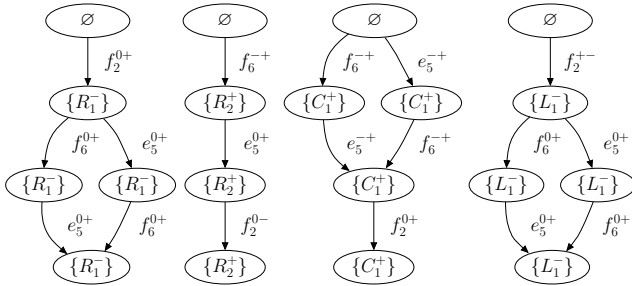 ∅ ∅ ∅ ∅
$f_2^{0+}$ $f_6^{-+}$ $f_6^{-+}$ $e_5^{-+}$ $f_2^{+-}$
$\{R_1^-\}$ $\{R_2^+\}$ $\{C_1^+\}$ $\{C_1^+\}$ $\{L_1^-\}$
$f_6^{0+}$ $e_5^{0+}$ $e_5^{0+}$ $e_5^{-+}$ $f_6^{-+}$ $f_6^{0+}$ $e_5^{0+}$
$\{R_1^-\}$ $\{R_1^-\}$ $\{R_2^+\}$ $\{C_1^+\}$ $\{L_1^-\}$ $\{L_1^-\}$
$e_5^{0+}$ $f_6^{0+}$ $f_2^{0-}$ $f_2^{0+}$ $e_5^{0+}$ $f_6^{0+}$
$\{R_1^-\}$ $\{R_2^+\}$ $\{C_1^+\}$ $\{L_1^-\}$